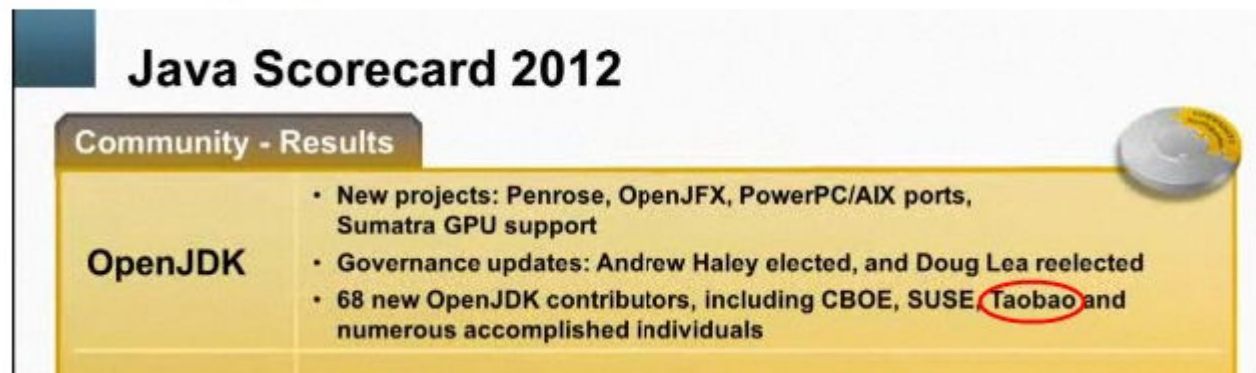 Java Scorecard 2012
Community - Results
OpenJDK
• New projects: Penrose, OpenJFX, PowerPC/AIX ports,
Sumatra GPU support
• Governance updates: Andrew Haley elected, and Doug Lea reelected
• 68 new OpenJDK contributors, including CBOE, SUSE, Taobao and
numerous accomplished individuals